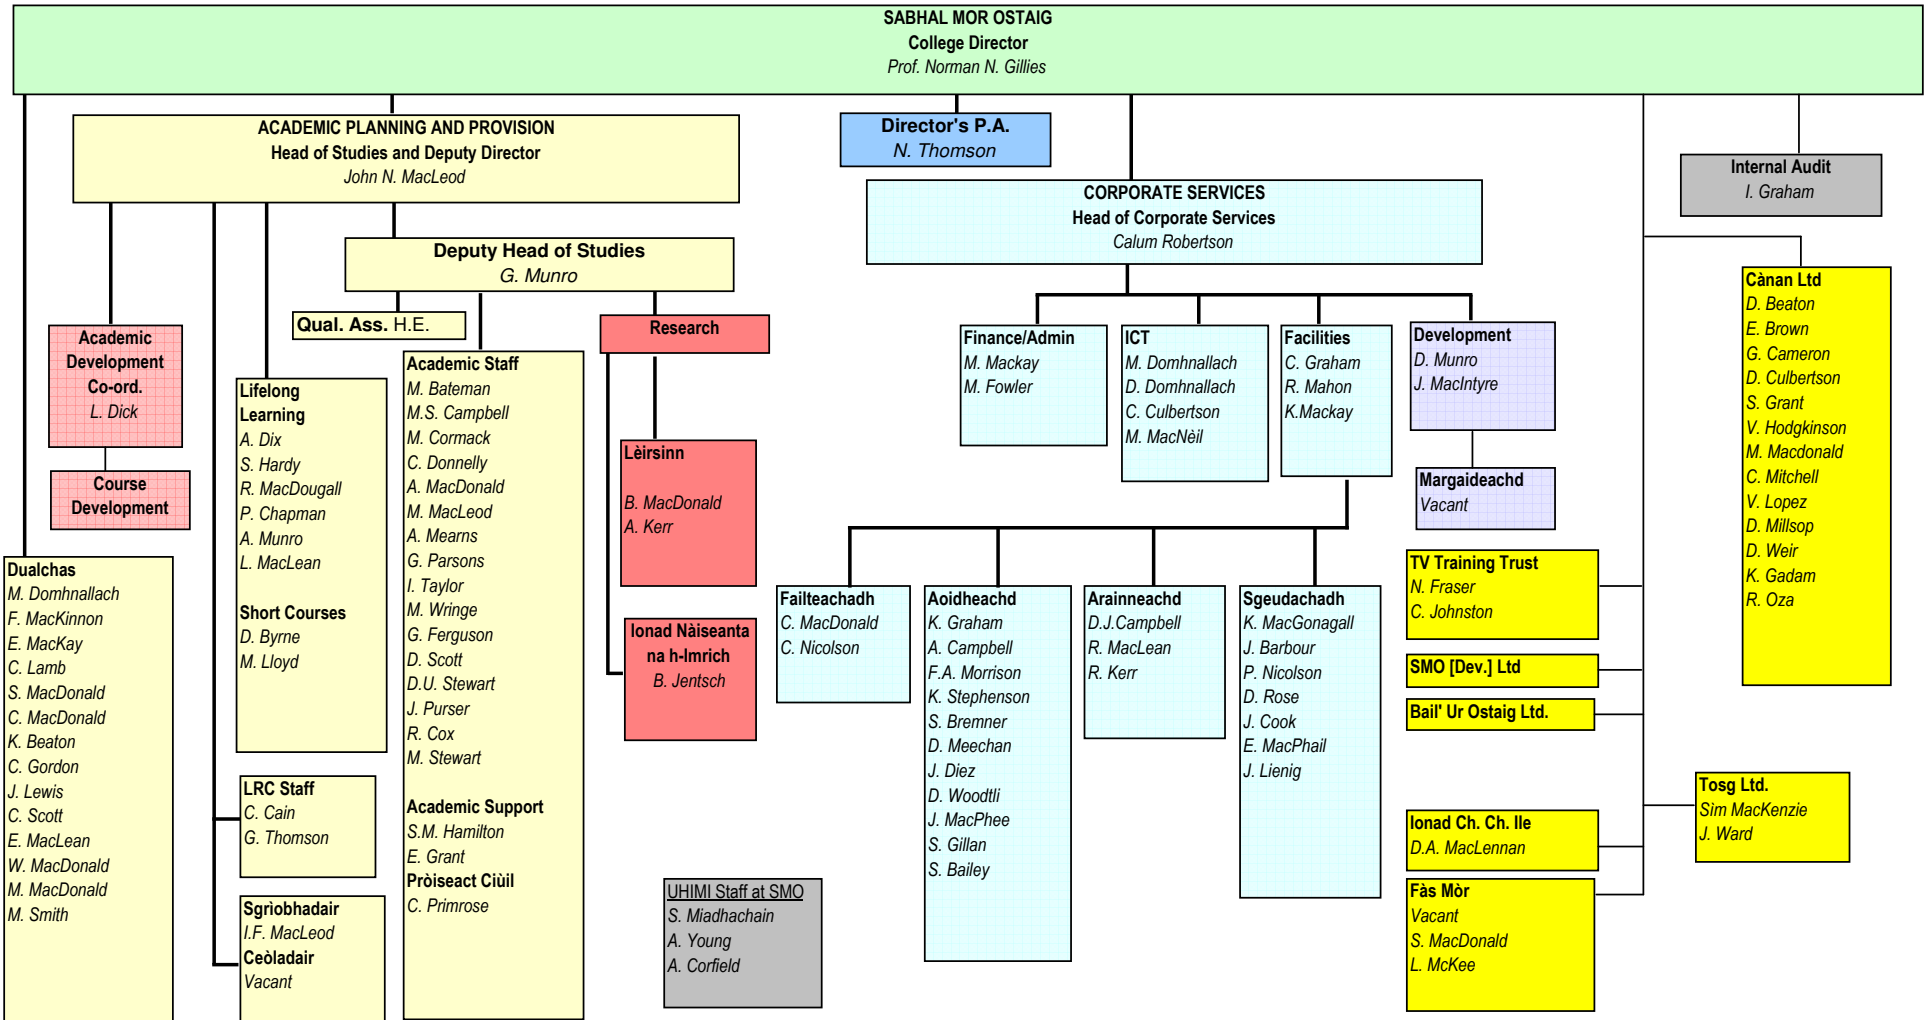 SABHAL MOR OSTAIG
College Director
Prof. Norman N. Gillies
ACADEMIC PLANNING AND PROVISION
Head of Studies and Deputy Director
John N. MacLeod
Director's P.A.
N. Thomson
Internal Audit
I. Graham
CORPORATE SERVICES
Head of Corporate Services
Calum Robertson
Deputy Head of Studies
G. Munro
Qual. Ass. H.E.
Research
Academic
Development
Co-ord.
L. Dick
Course
Development
Lifelong
Learning
A. Dix
S. Hardy
R. MacDougall
P. Chapman
A. Munro
L. MacLean
Short Courses
D. Byrne
M. Lloyd
Academic Staff
M. Bateman
M.S. Campbell
M. Cormack
C. Donnelly
A. MacDonald
M. MacLeod
A. Mearns
G. Parsons
I. Taylor
M. Wringe
G. Ferguson
D. Scott
D.U. Stewart
J. Purser
R. Cox
M. Stewart
Academic Support
S.M. Hamilton
E. Grant
Pròiseact Ciùil
C. Primrose
Lèirsinn
B. MacDonald
A. Kerr
Ionad Nàiseanta
na h-Imrich
B. Jentsch
Dualchas
M. Domhnallach
F. MacKinnon
E. MacKay
C. Lamb
S. MacDonald
C. MacDonald
K. Beaton
C. Gordon
J. Lewis
C. Scott
E. MacLean
W. MacDonald
M. MacDonald
M. Smith
LRC Staff
C. Cain
G. Thomson
Sgrìobhadair
I.F. MacLeod
Ceòladair
Vacant
UHIMI Staff at SMO
S. Miadhachain
A. Young
A. Corfield
Finance/Admin
M. Mackay
M. Fowler
ICT
M. Domhnallach
D. Domhnallach
C. Culbertson
M. MacNèil
Facilities
C. Graham
R. Mahon
K.Mackay
Development
D. Munro
J. MacIntyre
Margaideachd
Vacant
Failteachadh
C. MacDonald
C. Nicolson
Aoidheachd
K. Graham
A. Campbell
F.A. Morrison
K. Stephenson
S. Bremner
D. Meechan
J. Diez
D. Woodtli
J. MacPhee
S. Gillan
S. Bailey
Arainneachd
D.J.Campbell
R. MacLean
R. Kerr
Sgeudachadh
K. MacGonagall
J. Barbour
P. Nicolson
D. Rose
J. Cook
E. MacPhail
J. Lienig
Cànan Ltd
D. Beaton
E. Brown
G. Cameron
D. Culbertson
S. Grant
V. Hodgkinson
M. Macdonald
C. Mitchell
V. Lopez
D. Millsop
D. Weir
K. Gadam
R. Oza
TV Training Trust
N. Fraser
C. Johnston
SMO [Dev.] Ltd
Bail' Ur Ostaig Ltd.
Tosg Ltd.
Sìm MacKenzie
J. Ward
Ionad Ch. Ch. Ile
D.A. MacLennan
Fàs Mòr
Vacant
S. MacDonald
L. McKee